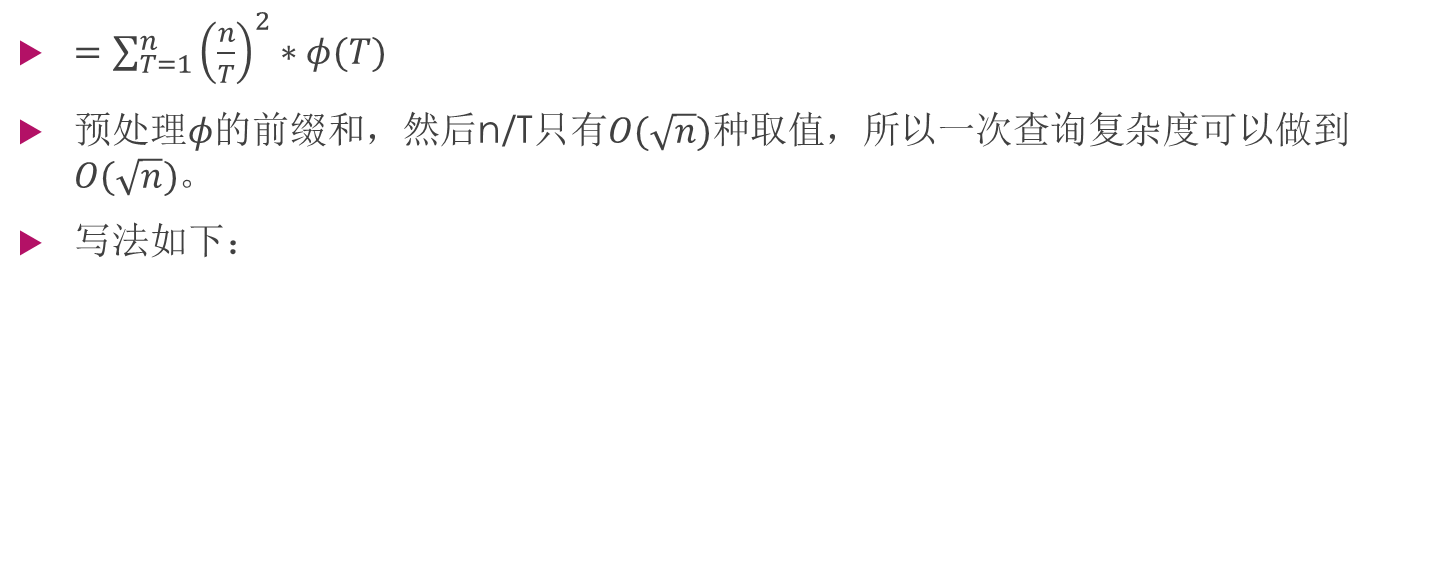 = ∑_{T=1}^{n} (n/T)^2 * ϕ(T)
预处理ϕ的前缀和，然后n/T只有O(√n)种取值，所以一次查询复杂度可以做到
O(√n)。
写法如下：